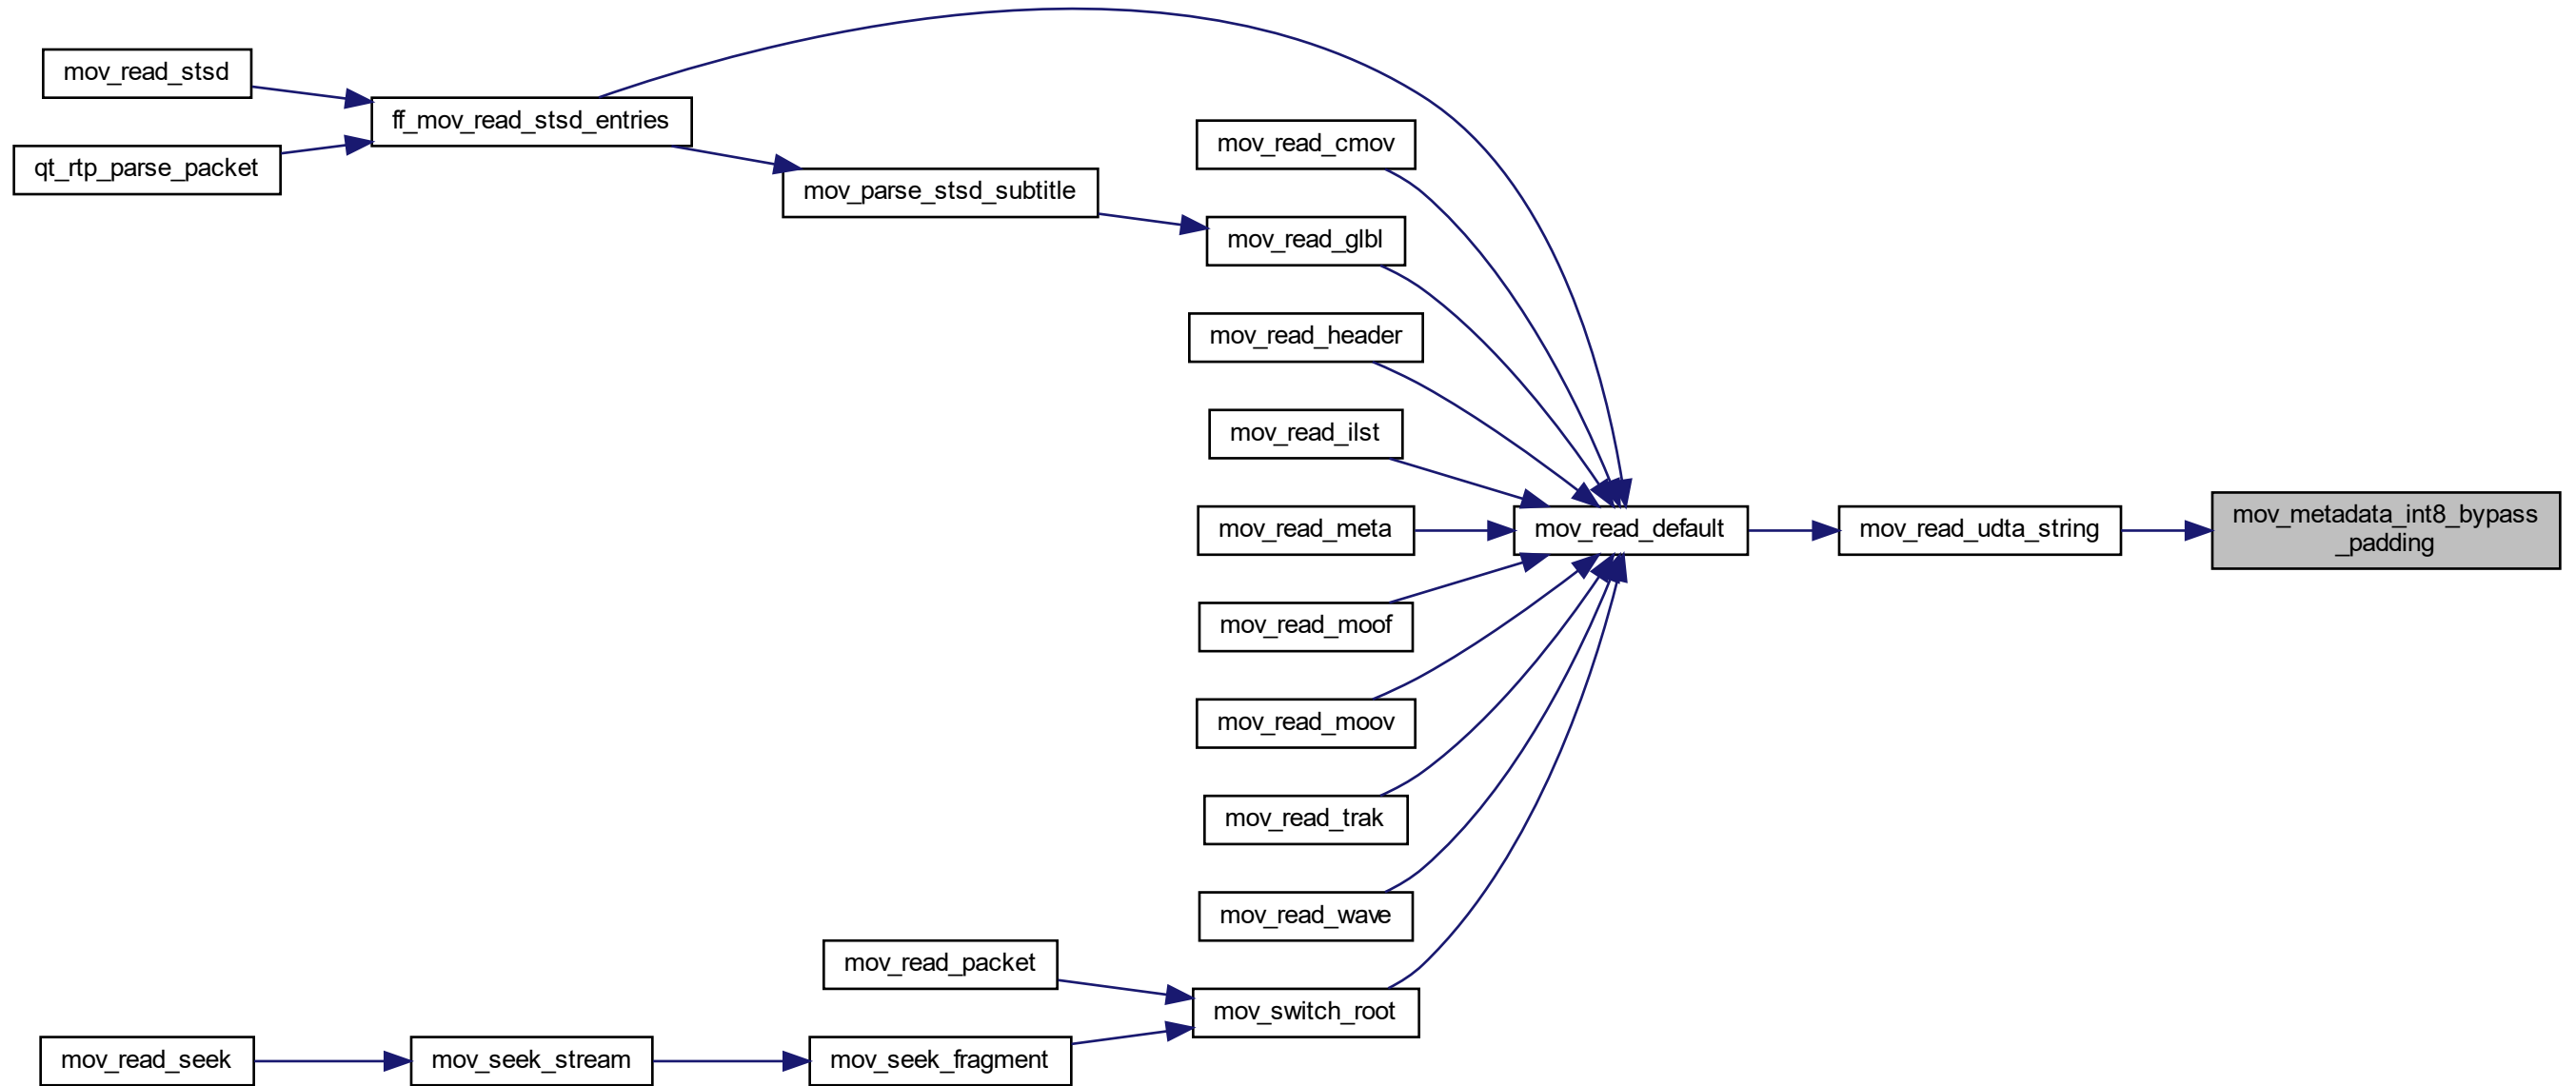 mov_read_stsd
ff_mov_read_stsd_entries
qt_rtp_parse_packet
mov_read_cmov
mov_parse_stsd_subtitle
mov_read_glbl
mov_read_header
mov_read_ilst
mov_read_meta
mov_read_default
mov_read_udta_string
mov_metadata_int8_bypass
_padding
mov_read_moof
mov_read_moov
mov_read_trak
mov_read_wave
mov_read_packet
mov_switch_root
mov_read_seek
mov_seek_stream
mov_seek_fragment